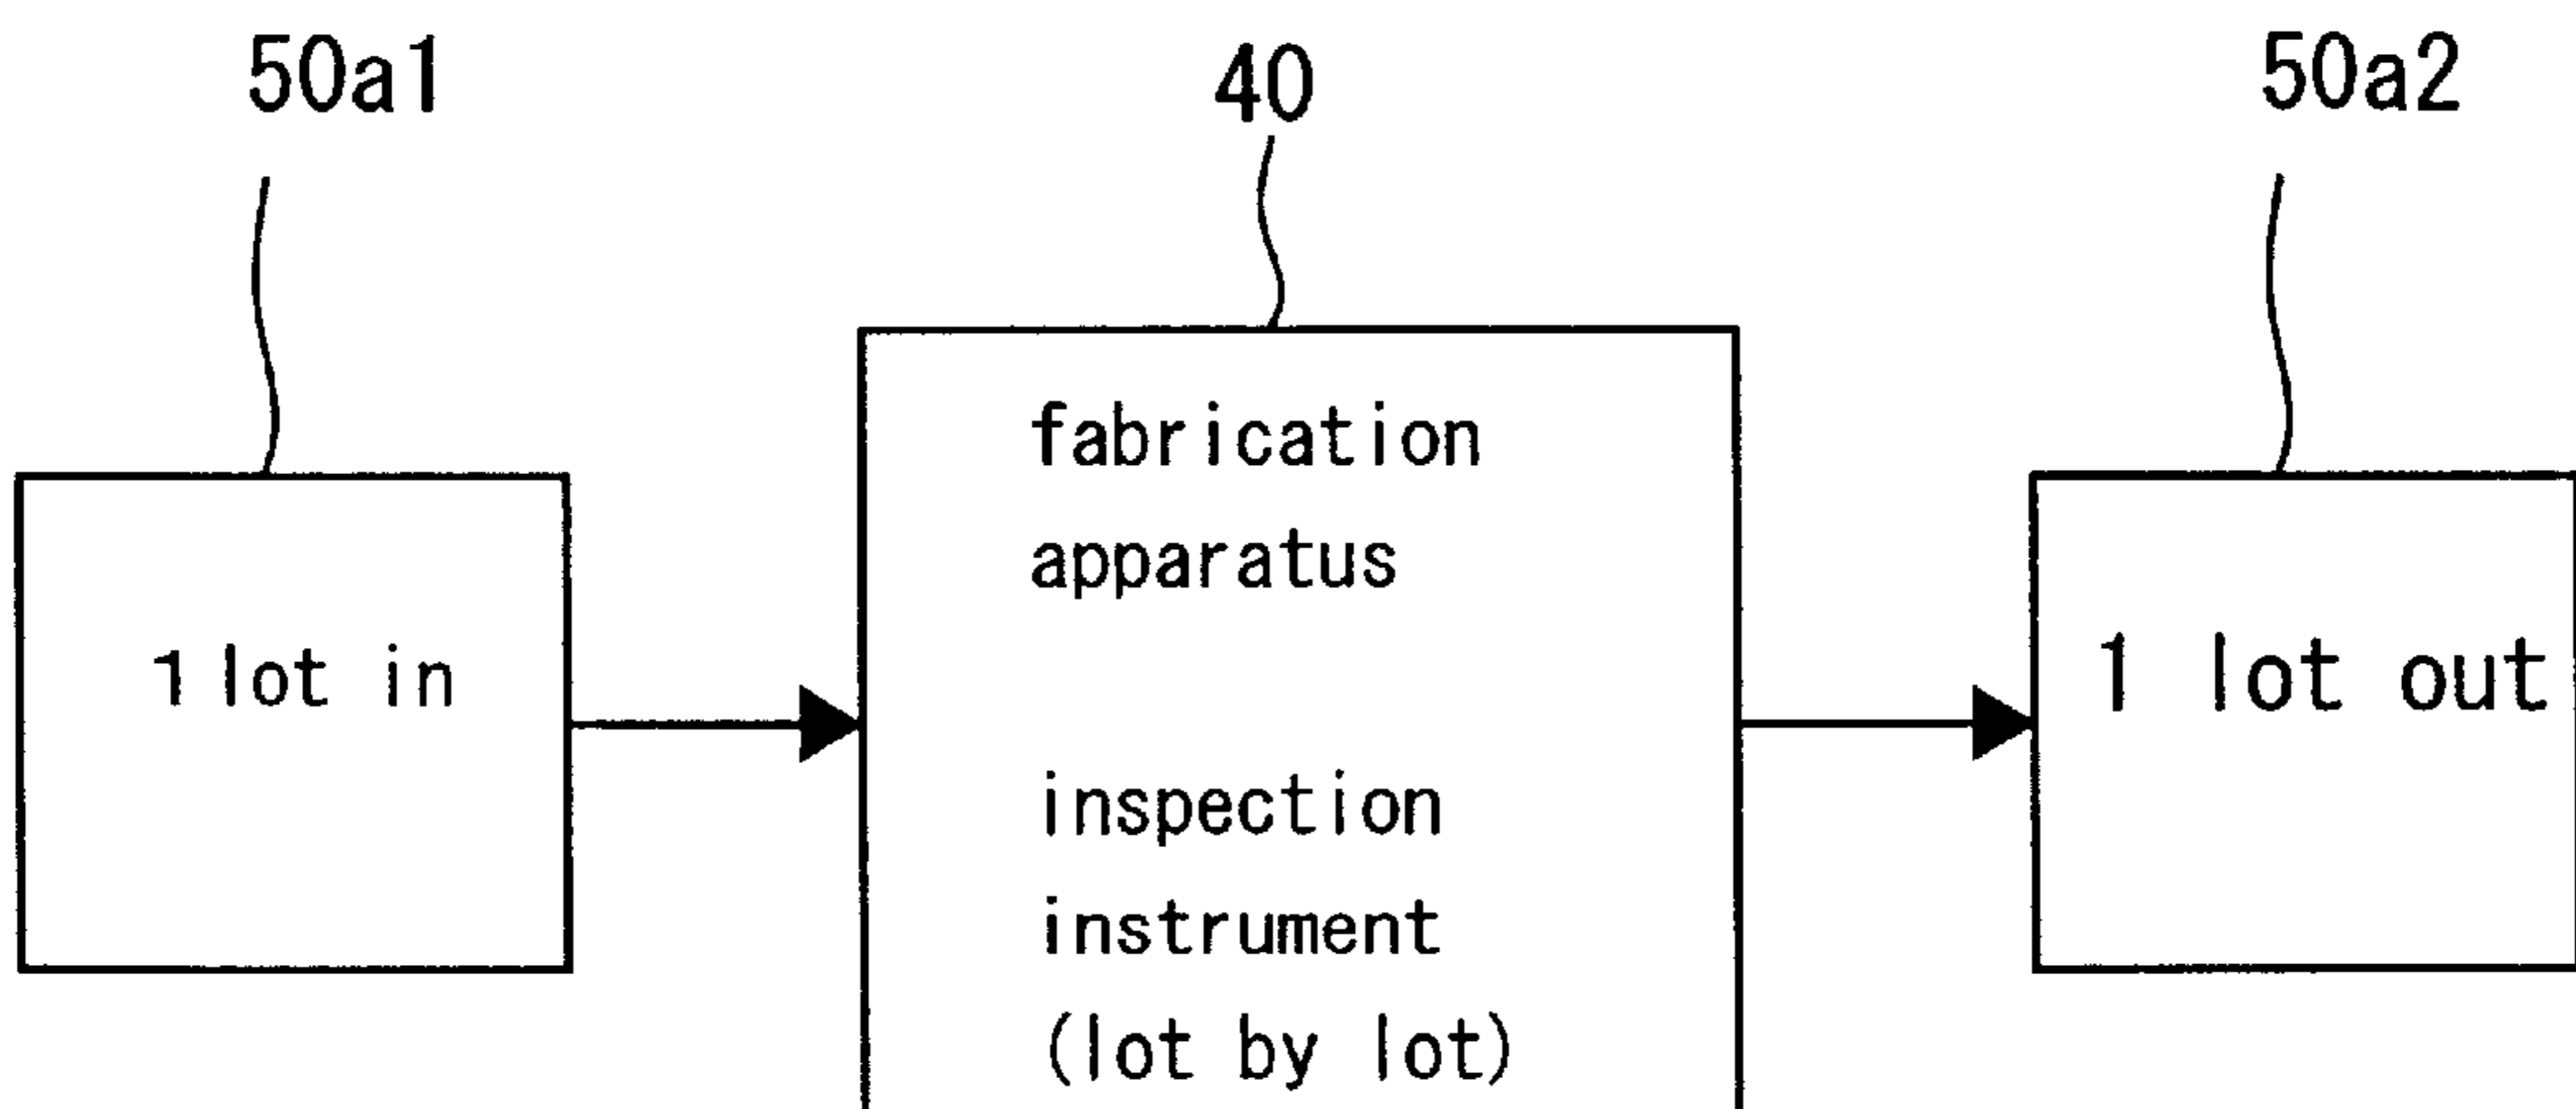 50a1
40
50a2
1 lot in
fabrication
apparatus
inspection
instrument
(lot by lot)
1 lot out